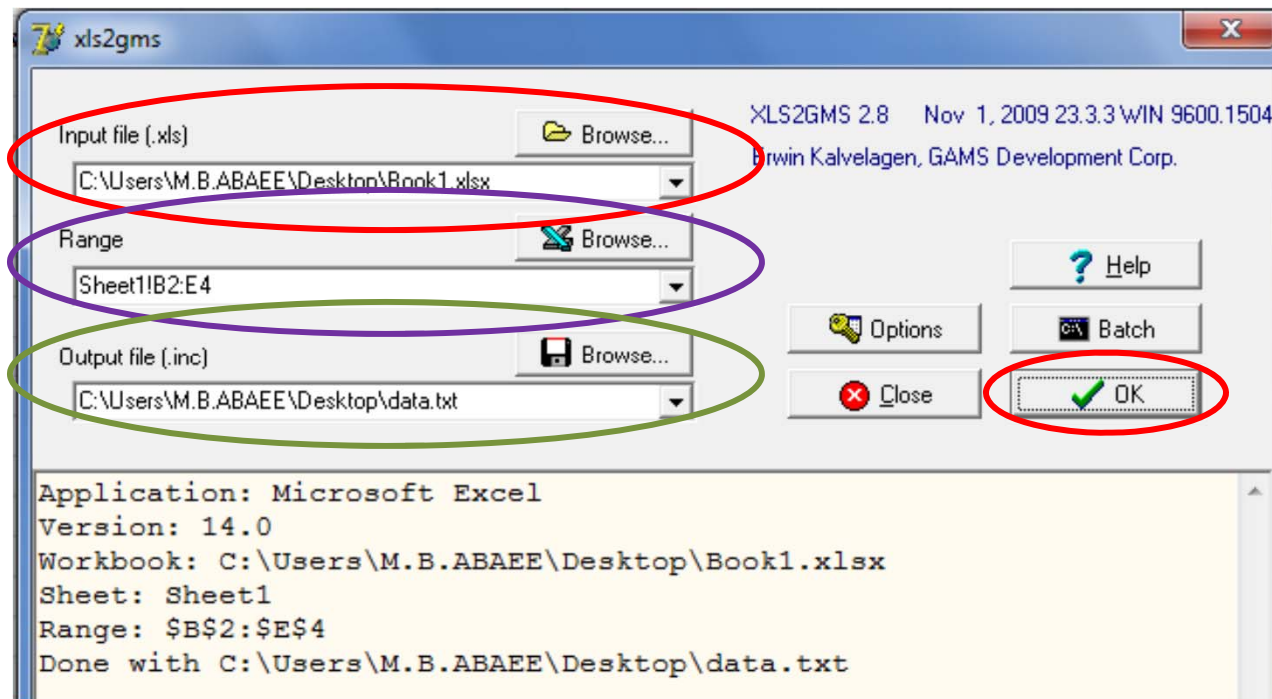 xls2gms
Input file (.xls)
Browse...
C:\Users\M.B.ABAEE\Desktop\Book1.xlsx
Range
Browse...
Sheet1!B2:E4
Output file (.inc)
Browse...
C:\Users\M.B.ABAEE\Desktop\data.txt
XLS2GMS 2.8 Nov 1, 2009 23.3.3 WIN 9600.1504
Erwin Kalvelagen, GAMS Development Corp.
Help
Options
Batch
Close
OK
Application: Microsoft Excel
Version: 14.0
Workbook: C:\Users\M.B.ABAEE\Desktop\Book1.xlsx
Sheet: Sheet1
Range: $B$2:$E$4
Done with C:\Users\M.B.ABAEE\Desktop\data.txt